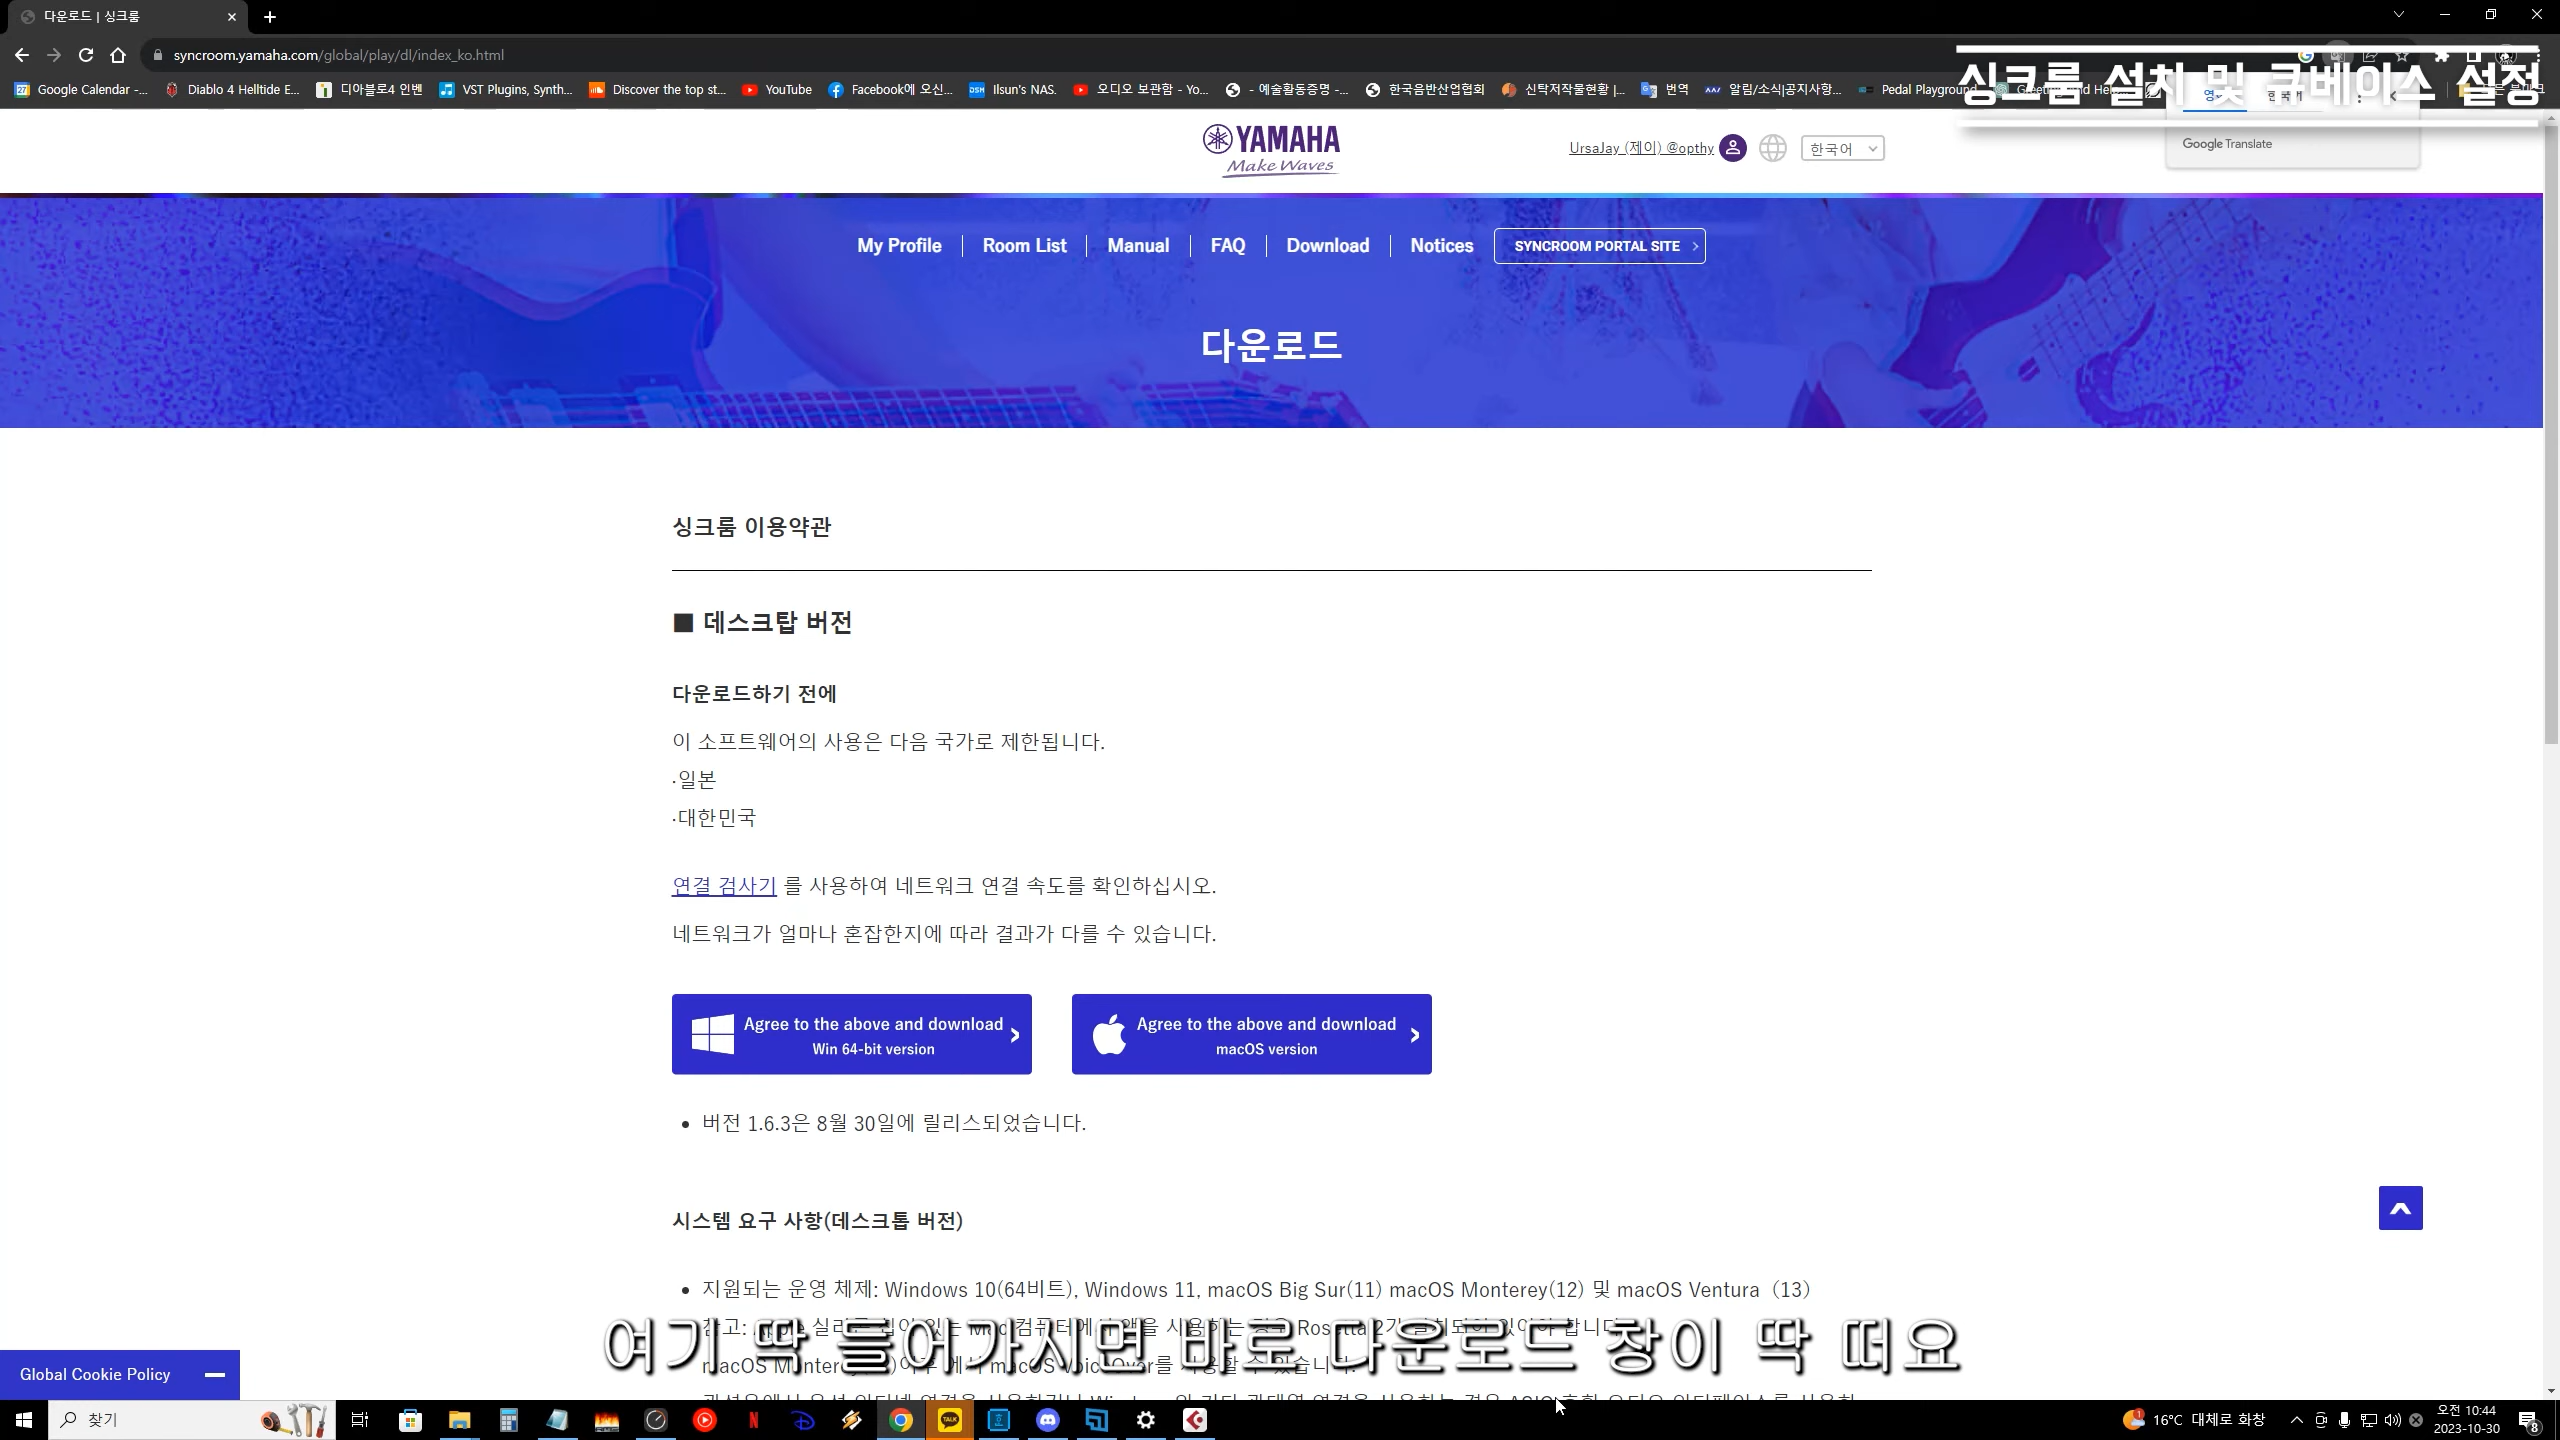 다운로드 | 싱크룸
syncroom.yamaha.com/global/play/dl/index_ko.html
Google Calendar -... Diablo 4 Helltide E... 디아블로4 인벤 VST Plugins, Synth... Discover the top st... YouTube Facebook에 오신... Ilsun's NAS. 오디오 보관함 - Yo... - 예술활동증명 -... 한국음반산업협회 신탁저작물현황 |... 번역 알림/소식|공지사항... Pedal Playground
싱크룸 설치 및 큐베이스 설정
YAMAHA
Make Waves
UrsaJay (제이) @opthy
한국어
Google Translate
My Profile Room List Manual FAQ Download Notices SYNCROOM PORTAL SITE
다운로드
싱크룸 이용약관
■ 데스크탑 버전
다운로드하기 전에
이 소프트웨어의 사용은 다음 국가로 제한됩니다.
·일본
·대한민국
연결 검사기 를 사용하여 네트워크 연결 속도를 확인하십시오.
네트워크가 얼마나 혼잡한지에 따라 결과가 다를 수 있습니다.
Agree to the above and download
Win 64-bit version
Agree to the above and download
macOS version
• 버전 1.6.3은 8월 30일에 릴리스되었습니다.
시스템 요구 사항(데스크톱 버전)
• 지원되는 운영 체제: Windows 10(64비트), Windows 11, macOS Big Sur(11) macOS Monterey(12) 및 macOS Ventura (13)
여기 딱 들어가시면 바로 다운로드 창이 딱 떠요
Global Cookie Policy
찾기
TALK
16°C 대체로 화창
오전 10:44
2023-10-30
8